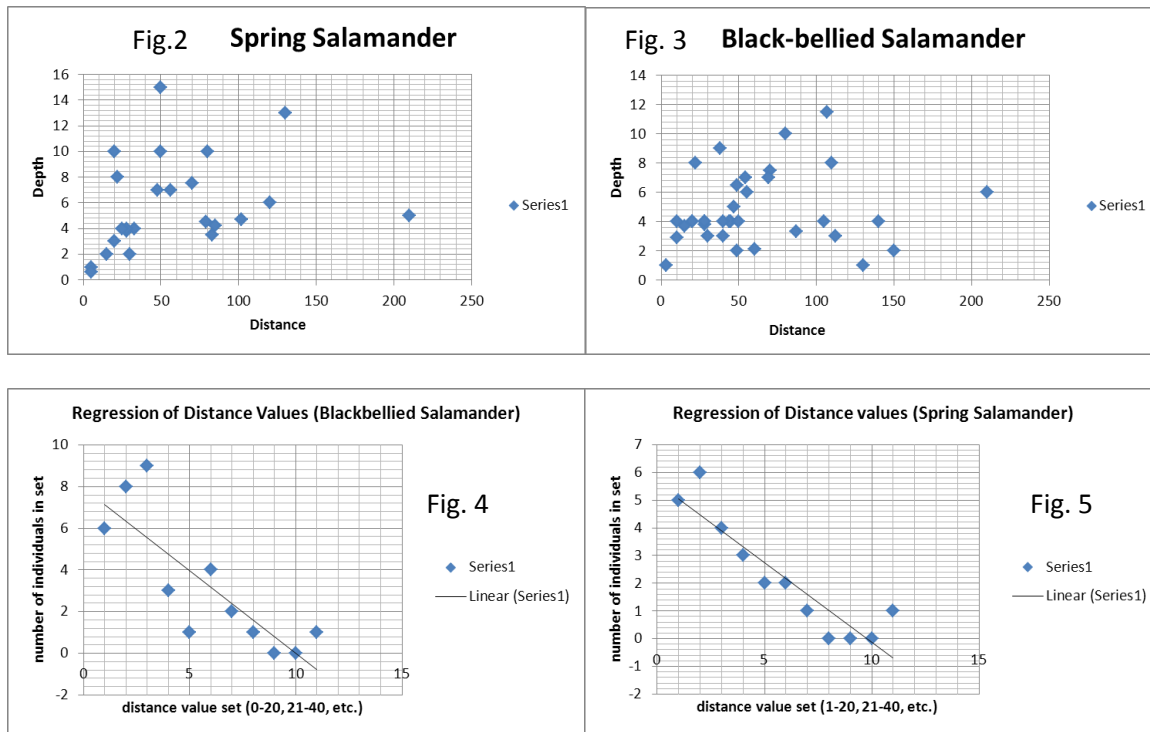 Fig.2 Spring Salamander
16
14
12
10
8
6
4
2
0
Depth
0 50 100 150 200 250
Distance
Series1
Fig. 3 Black-bellied Salamander
14
12
10
8
6
4
2
0
Depth
0 50 100 150 200 250
Distance
Series1
Regression of Distance Values (Blackbellied Salamander)
10
8
6
4
2
0
-2
number of individuals in set
0 5 10 15
distance value set (0-20, 21-40, etc.)
Fig. 4
Series1
Linear (Series1)
Regression of Distance values (Spring Salamander)
7
6
5
4
3
2
1
0
-1
-2
number of individuals in set
0 5 10 15
distance value set (1-20, 21-40, etc.)
Fig. 5
Series1
Linear (Series1)